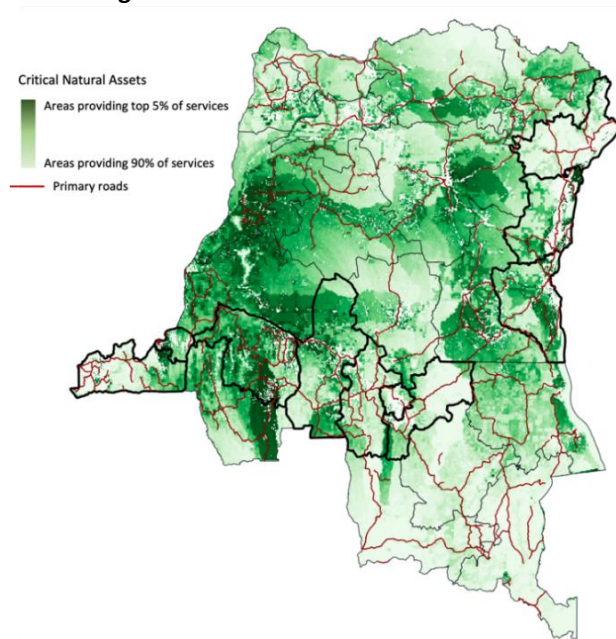 Critical Natural Assets
Areas providing top 5% of services
Areas providing 90% of services
Primary roads